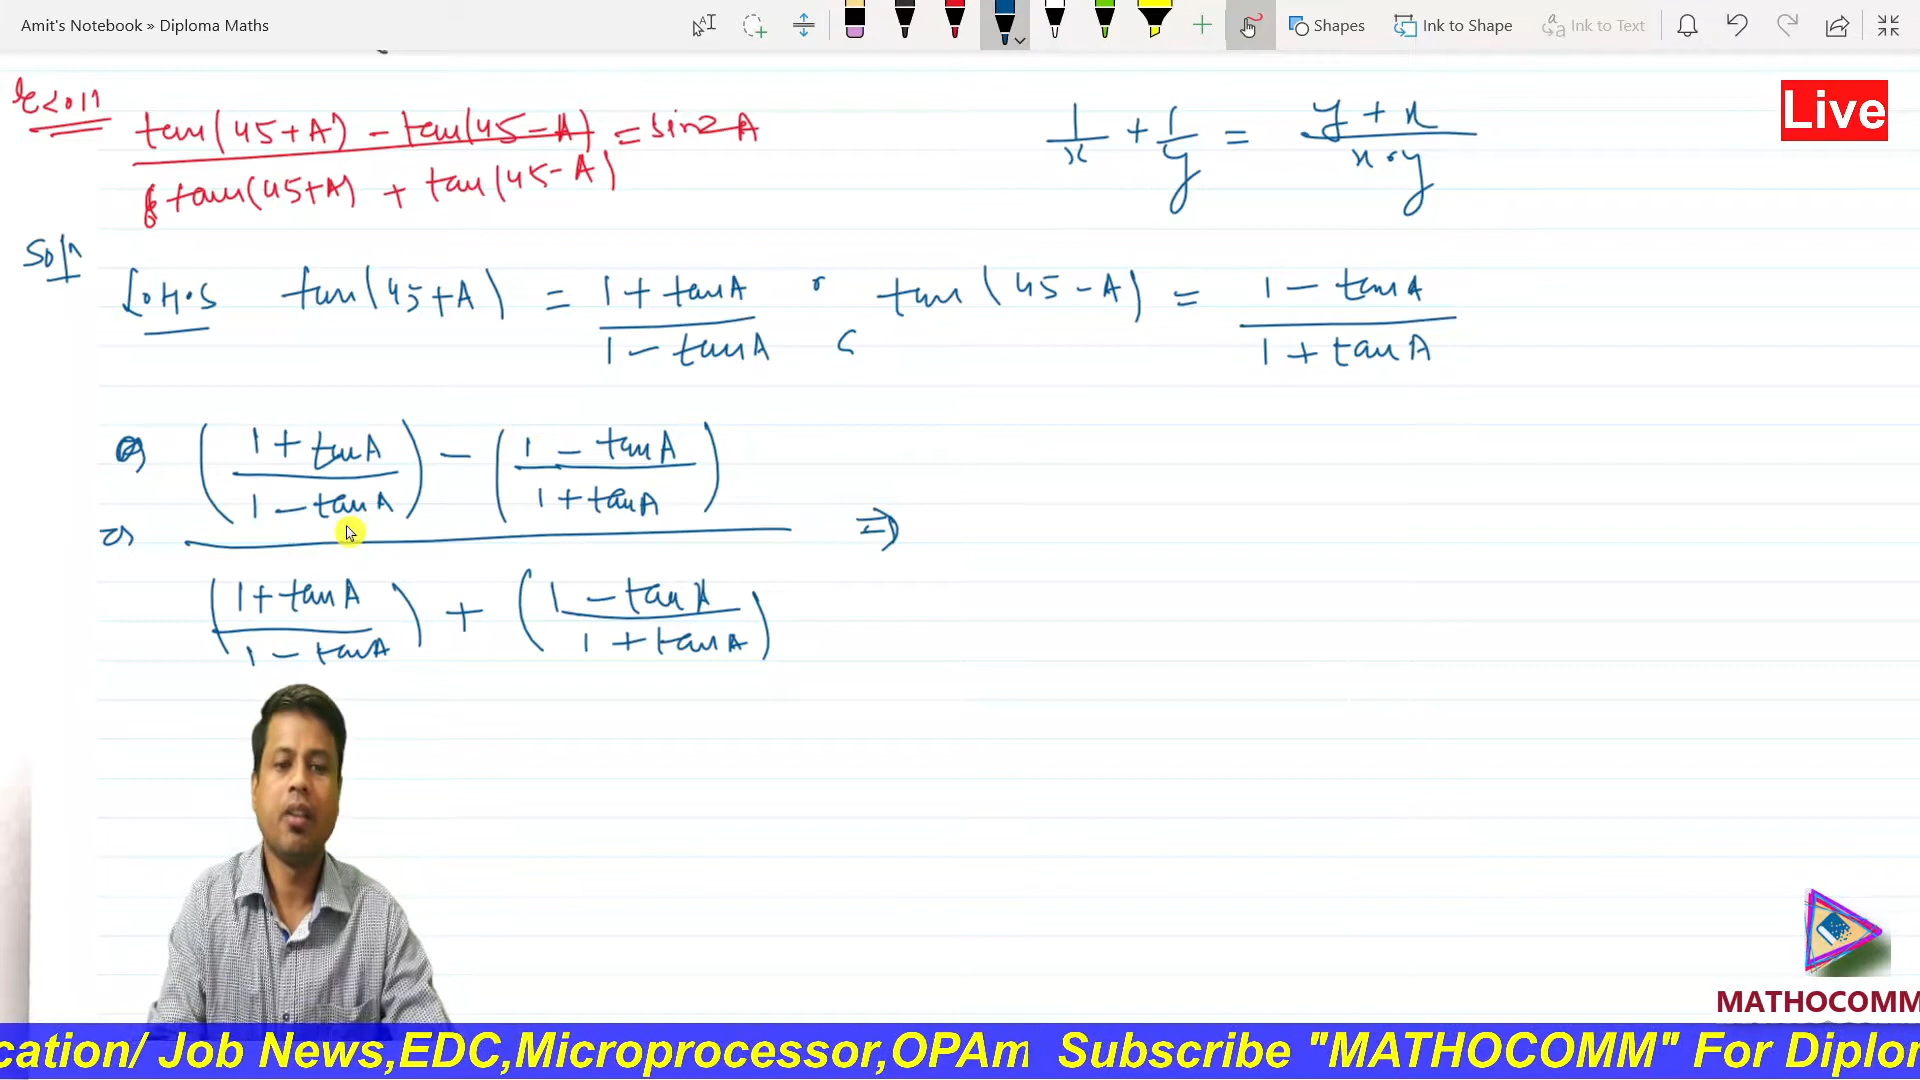 Amit's Notebook » Diploma Maths
Shapes
Ink to Shape
Ink to Text
Live
tan(45+A) - tan(45-A) = sin2A
tan(45+A) + tan(45-A)
1/x + 1/y = y + x / x·y
Soln
L.H.S tan(45+A) = 1 + tanA / 1 - tanA , tan(45-A) = 1 - tanA / 1 + tanA
(1 + tanA / 1 - tanA) - (1 - tanA / 1 + tanA)
⇒ ⇒
(1 + tanA / 1 - tanA) + (1 - tanA / 1 + tanA)
MATHOCOMM
cation/ Job News,EDC,Microprocessor,OPAm Subscribe "MATHOCOMM" For Diplor